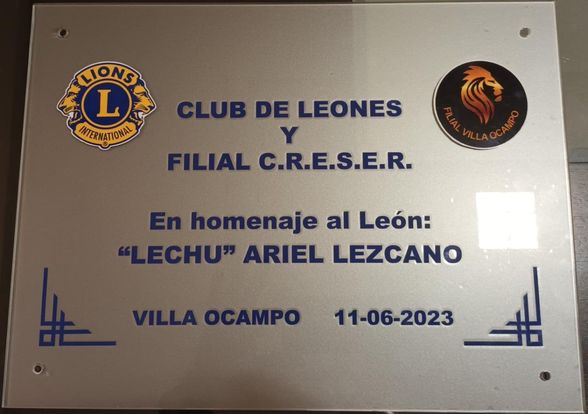 LIONS
L
INTERNATIONAL
®
FILIAL VILLA OCAMPO
CLUB DE LEONES
Y
FILIAL C.R.E.S.E.R.
En homenaje al León:
“LECHU” ARIEL LEZCANO
VILLA OCAMPO 11-06-2023